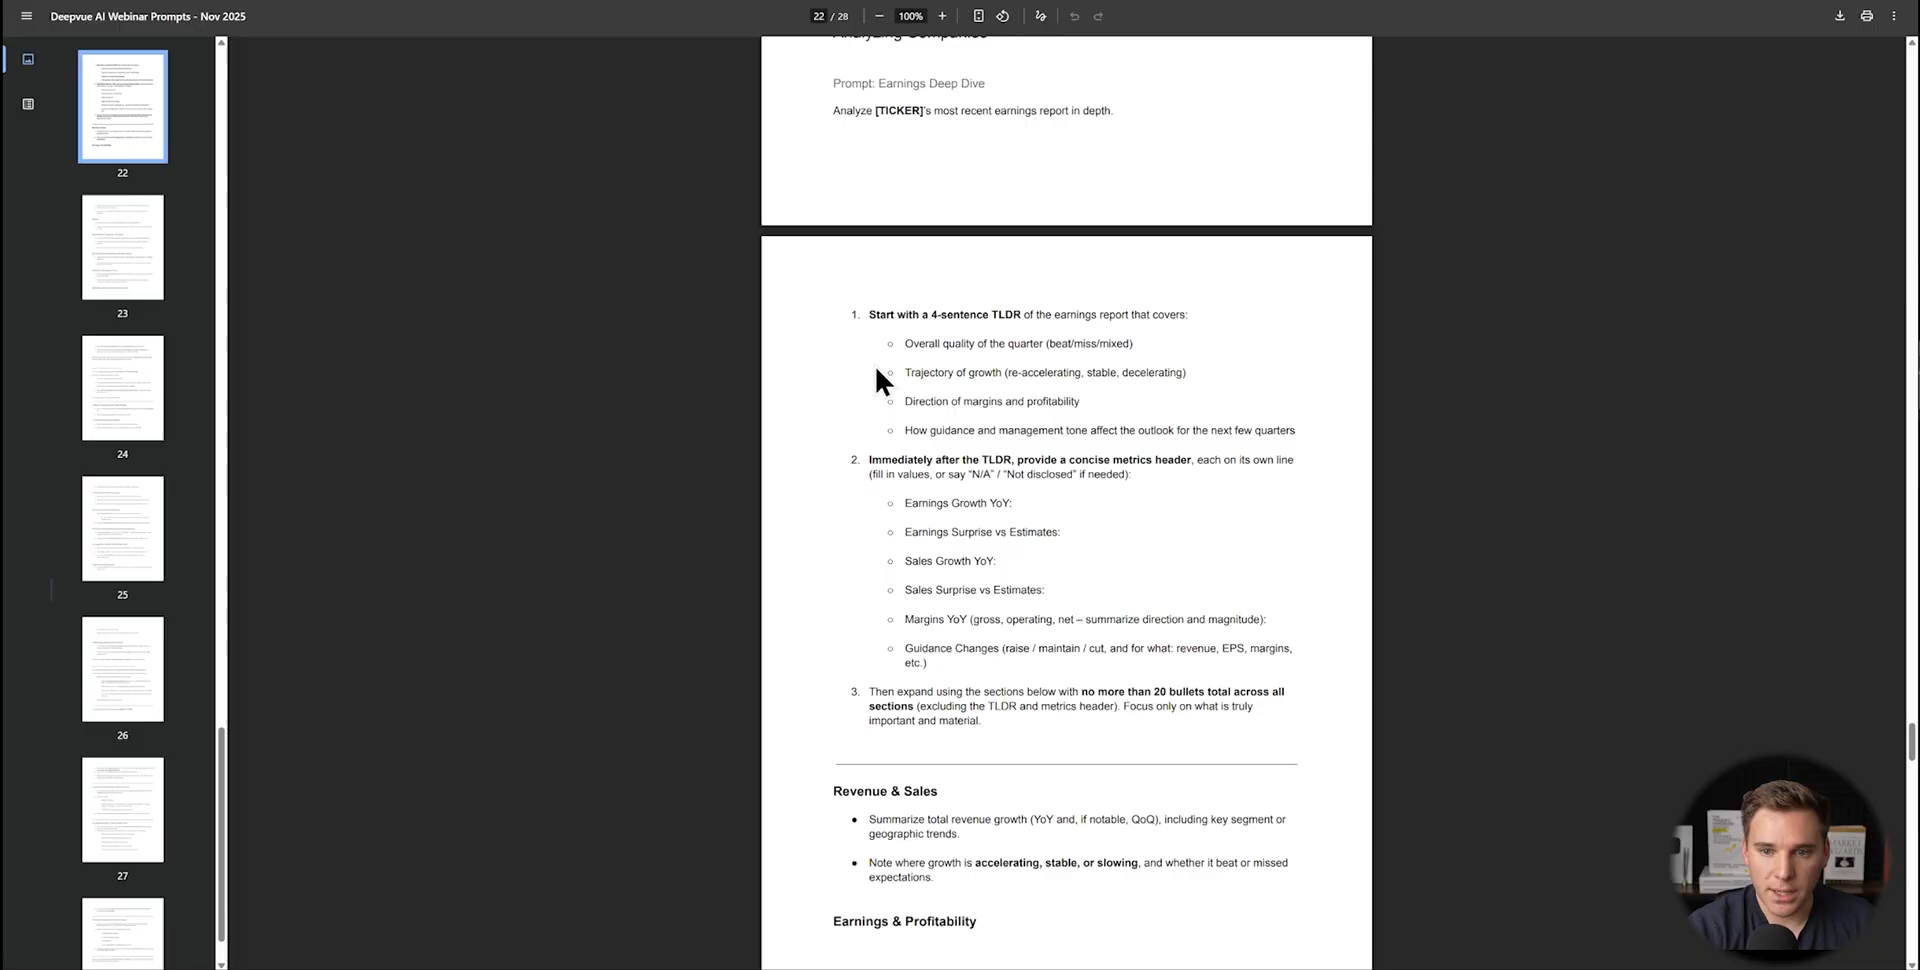 Deepvue AI Webinar Prompts - Nov 2025
22 / 28
100%
22
23
24
25
26
27
Analyzing Companies
Prompt: Earnings Deep Dive
Analyze [TICKER]'s most recent earnings report in depth.
1. Start with a 4-sentence TLDR of the earnings report that covers:
○ Overall quality of the quarter (beat/miss/mixed)
○ Trajectory of growth (re-accelerating, stable, decelerating)
○ Direction of margins and profitability
○ How guidance and management tone affect the outlook for the next few quarters
2. Immediately after the TLDR, provide a concise metrics header, each on its own line
(fill in values, or say “N/A” / “Not disclosed” if needed):
○ Earnings Growth YoY:
○ Earnings Surprise vs Estimates:
○ Sales Growth YoY:
○ Sales Surprise vs Estimates:
○ Margins YoY (gross, operating, net – summarize direction and magnitude):
○ Guidance Changes (raise / maintain / cut, and for what: revenue, EPS, margins,
etc.)
3. Then expand using the sections below with no more than 20 bullets total across all
sections (excluding the TLDR and metrics header). Focus only on what is truly
important and material.
Revenue & Sales
● Summarize total revenue growth (YoY and, if notable, QoQ), including key segment or
geographic trends.
● Note where growth is accelerating, stable, or slowing, and whether it beat or missed
expectations.
Earnings & Profitability